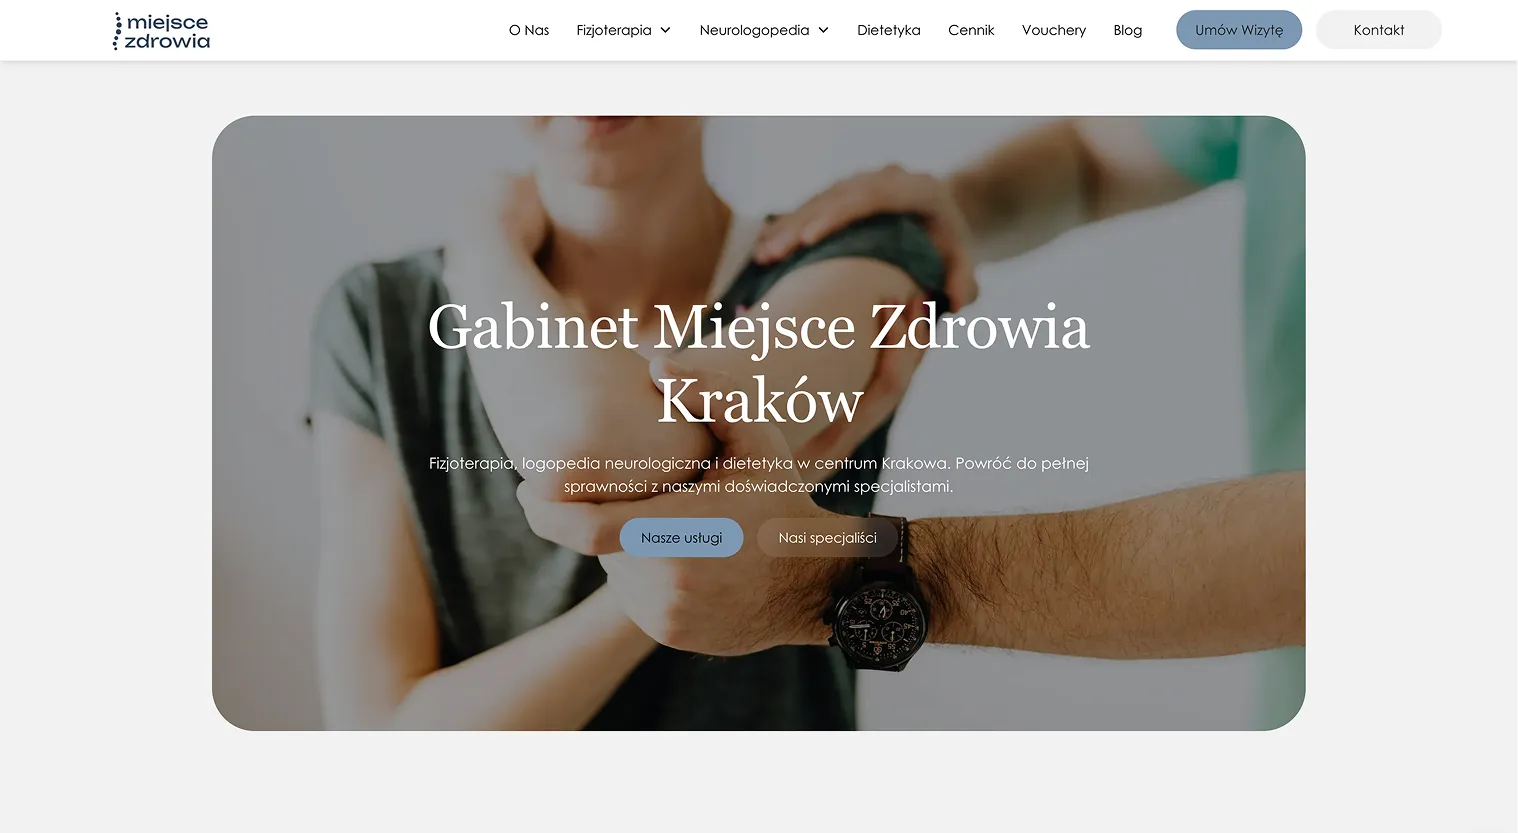 miejsce
zdrowia
O Nas
Fizjoterapia
Neurologopedia
Dietetyka
Cennik
Vouchery
Blog
Umów Wizytę
Kontakt
Gabinet Miejsce Zdrowia
Kraków
Fizjoterapia, logopedia neurologiczna i dietetyka w centrum Krakowa. Powróć do pełnej
sprawności z naszymi doświadczonymi specjalistami.
Nasze usługi
Nasi specjaliści